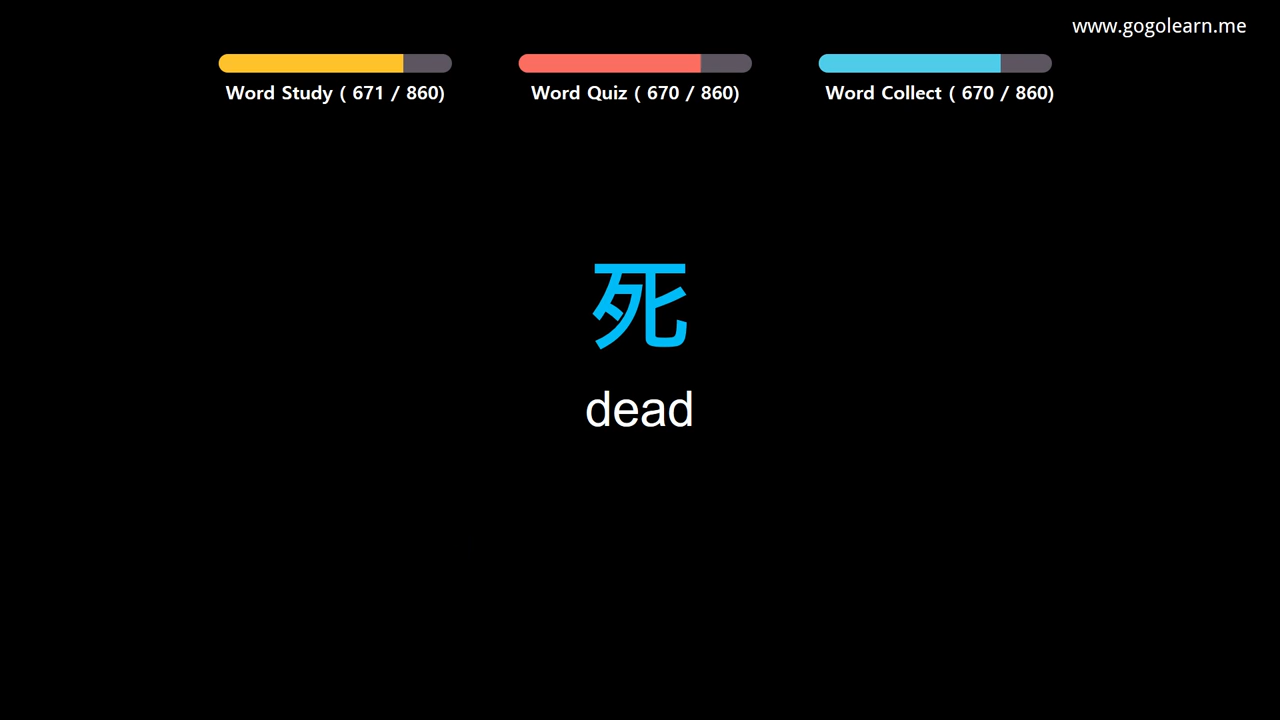 www.gogolearn.me
Word Study ( 671 / 860)
Word Quiz ( 670 / 860)
Word Collect ( 670 / 860)
死
dead